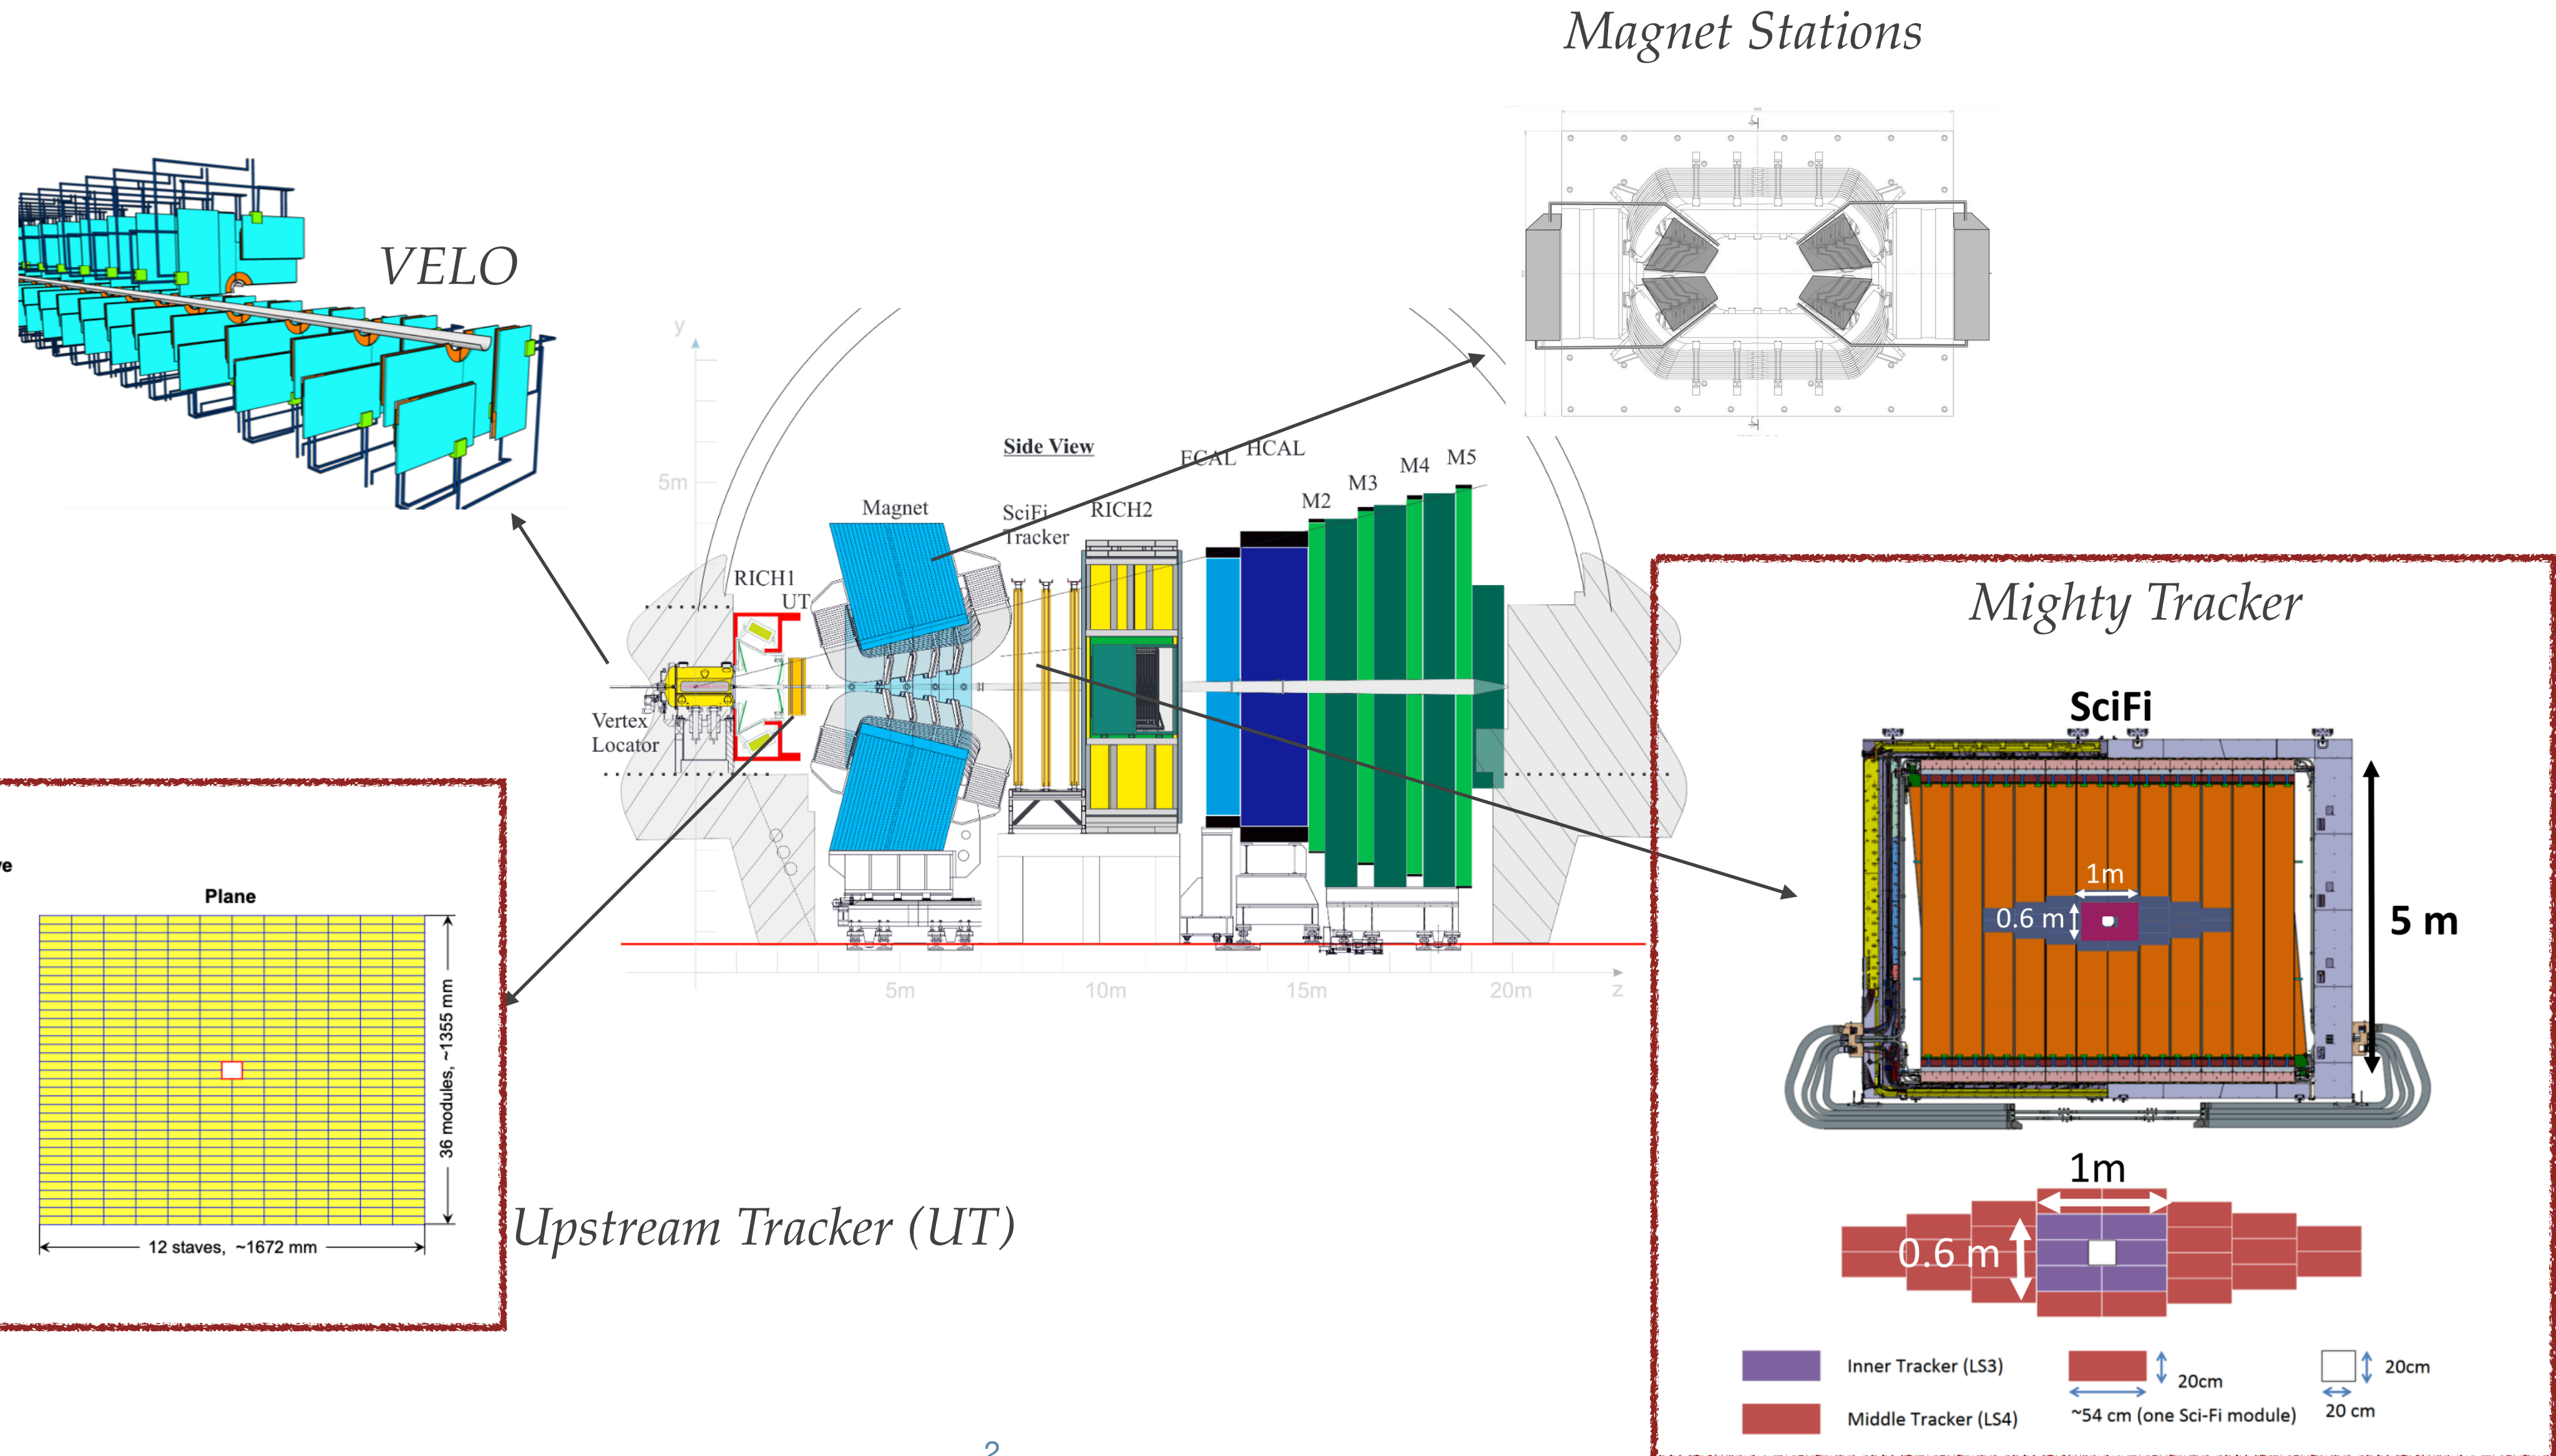 Magnet Stations
VELO
y
5m
Side View
ECAL
HCAL
M2
M3
M4
M5
Magnet
SciFi
Tracker
RICH2
RICH1
UT
Vertex
Locator
5m
10m
15m
20m
z
Mighty Tracker
SciFi
1m
0.6 m
5 m
1m
0.6 m
Inner Tracker (LS3)
Middle Tracker (LS4)
20cm
~54 cm (one Sci-Fi module)
20cm
20 cm
Plane
36 modules, ~1355 mm
12 staves, ~1672 mm
Upstream Tracker (UT)
2